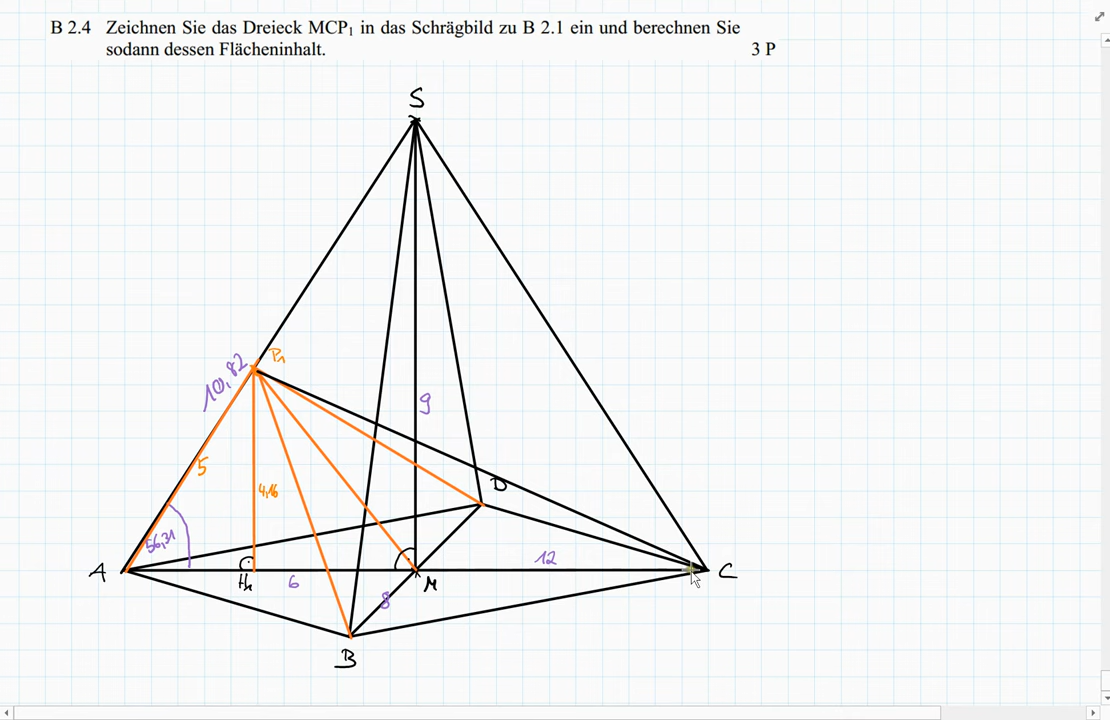 B 2.4 Zeichnen Sie das Dreieck MCP₁ in das Schrägbild zu B 2.1 ein und berechnen Sie
sodann dessen Flächeninhalt. 3 P
S
10,82
P₁
9
5
4,16
D
56,31
A
H₁
6
M
12
C
8
B